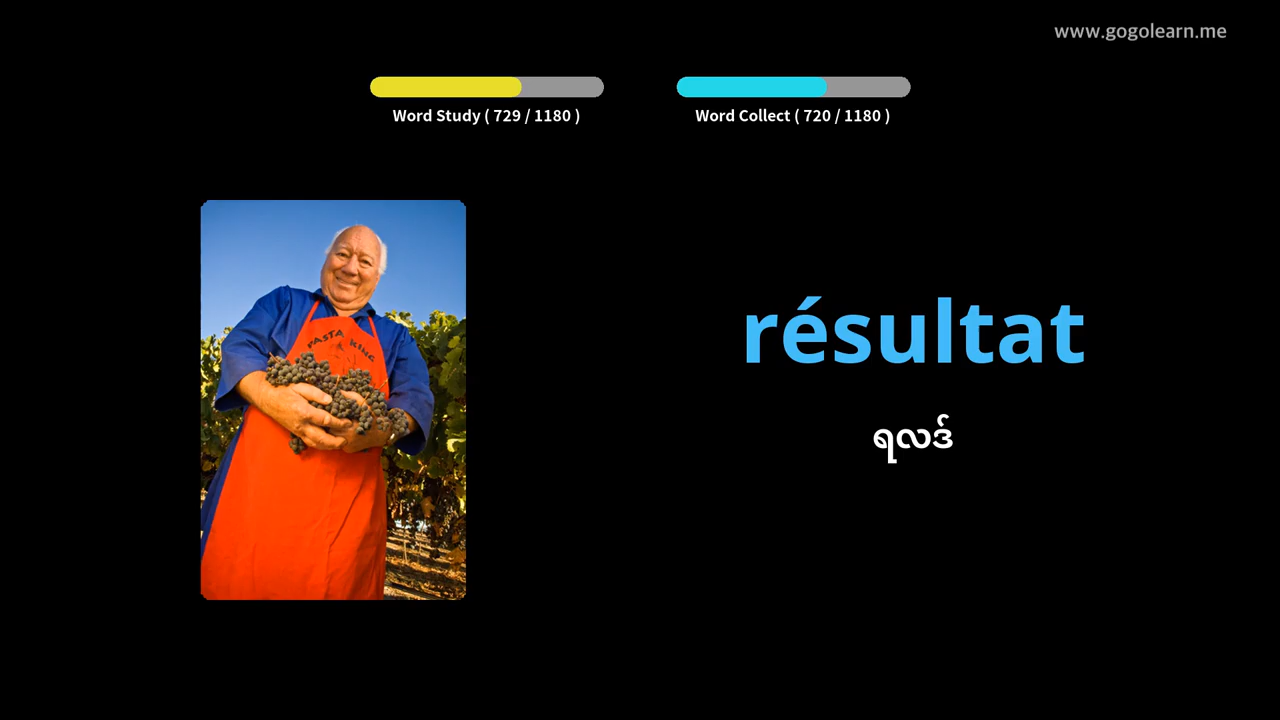 www.gogolearn.me
Word Study ( 729 / 1180 )
Word Collect ( 720 / 1180 )
PASTA KING
résultat
ရလဒ်